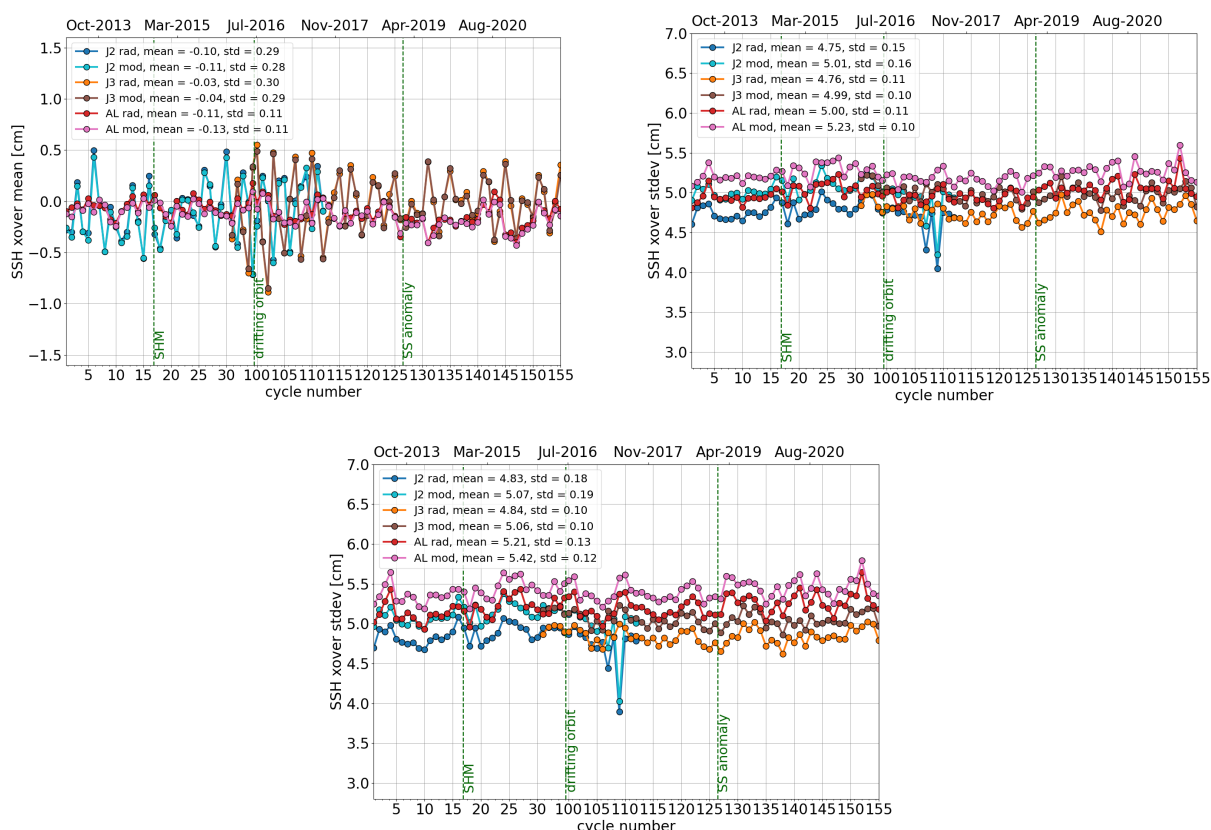 Oct-2013 Mar-2015 Jul-2016 Nov-2017 Apr-2019 Aug-2020
SSH xover mean [cm]
1.5
1.0
0.5
0.0
−0.5
−1.0
−1.5
J2 rad, mean = -0.10, std = 0.29
J2 mod, mean = -0.11, std = 0.28
J3 rad, mean = -0.03, std = 0.30
J3 mod, mean = -0.04, std = 0.29
AL rad, mean = -0.11, std = 0.11
AL mod, mean = -0.13, std = 0.11
SHM
drifting orbit
SS anomaly
5 10 15 20 25 30 100 105 110 115 120 125 130 135 140 145 150 155
cycle number
Oct-2013 Mar-2015 Jul-2016 Nov-2017 Apr-2019 Aug-2020
SSH xover stdev [cm]
7.0
6.5
6.0
5.5
5.0
4.5
4.0
3.5
3.0
J2 rad, mean = 4.75, std = 0.15
J2 mod, mean = 5.01, std = 0.16
J3 rad, mean = 4.76, std = 0.11
J3 mod, mean = 4.99, std = 0.10
AL rad, mean = 5.00, std = 0.11
AL mod, mean = 5.23, std = 0.10
SHM
drifting orbit
SS anomaly
5 10 15 20 25 30 100 105 110 115 120 125 130 135 140 145 150 155
cycle number
Oct-2013 Mar-2015 Jul-2016 Nov-2017 Apr-2019 Aug-2020
SSH xover stdev [cm]
7.0
6.5
6.0
5.5
5.0
4.5
4.0
3.5
3.0
J2 rad, mean = 4.83, std = 0.18
J2 mod, mean = 5.07, std = 0.19
J3 rad, mean = 4.84, std = 0.10
J3 mod, mean = 5.06, std = 0.10
AL rad, mean = 5.21, std = 0.13
AL mod, mean = 5.42, std = 0.12
SHM
drifting orbit
SS anomaly
5 10 15 20 25 30 100 105 110 115 120 125 130 135 140 145 150 155
cycle number